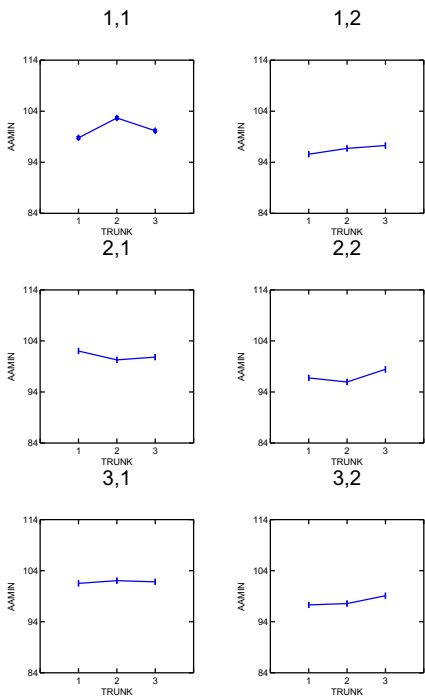 1,1 1,2
114 114
104 104
AAMIN AAMIN
94 94
84 84
1 2 3 1 2 3
TRUNK TRUNK
2,1 2,2
114 114
104 104
AAMIN AAMIN
94 94
84 84
1 2 3 1 2 3
TRUNK TRUNK
3,1 3,2
114 114
104 104
AAMIN AAMIN
94 94
84 84
1 2 3 1 2 3
TRUNK TRUNK